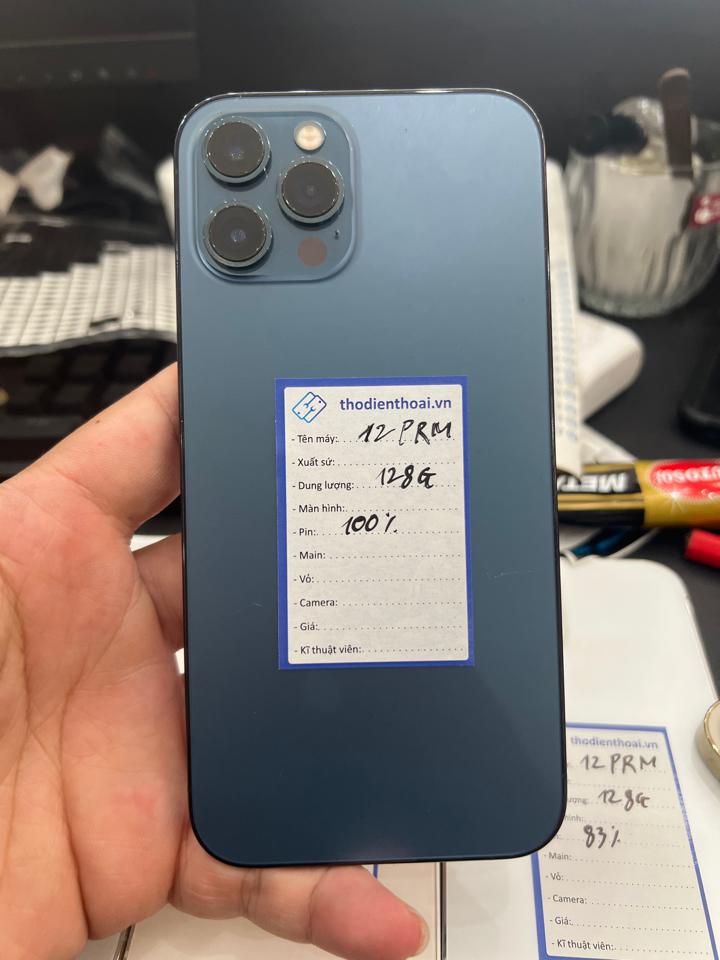 thodienthoai.vn
- Tên máy: 12 PRM
- Xuất sứ:
- Dung lượng: 128G
- Màn hình:
- Pin: 100%
- Main:
- Vỏ:
- Camera:
- Giá:
- Kĩ thuật viên:
META
thodienthoai.vn
12 PRM
128G
83%
- Main:
- Vỏ:
- Camera:
- Giá:
- Kĩ thuật viên: